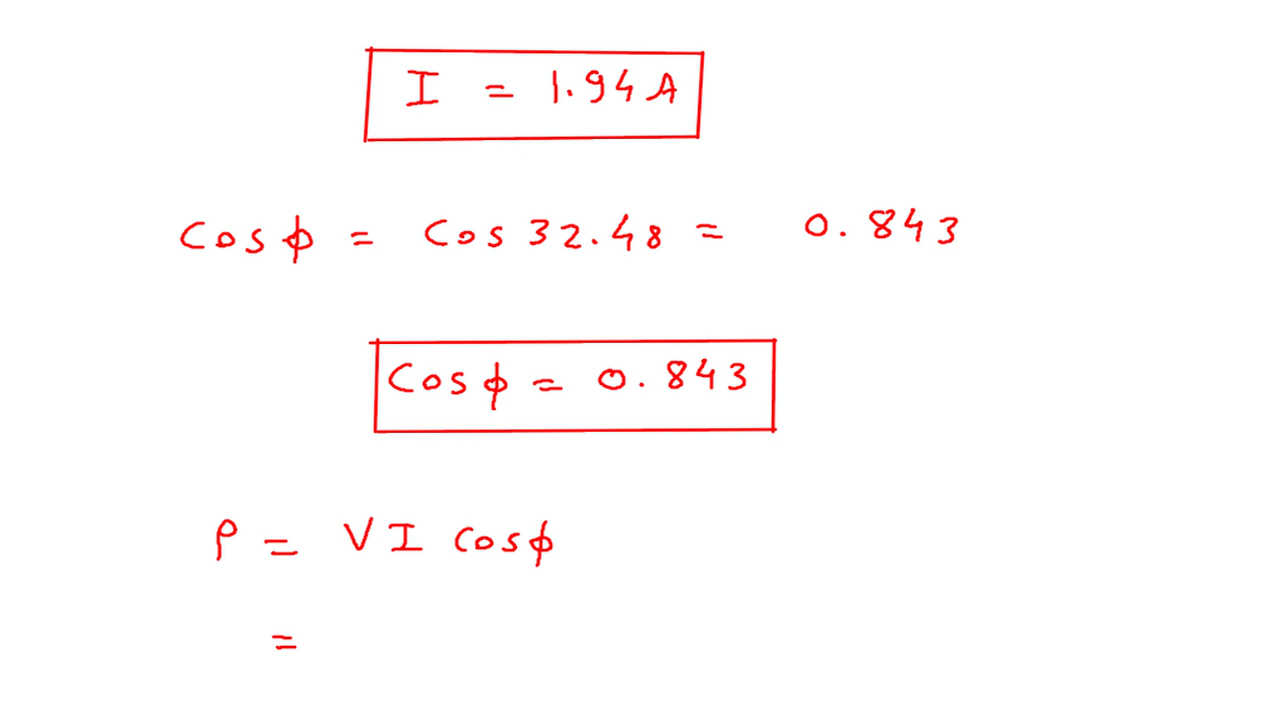 I = 1.94A
Cosϕ = Cos 32.48 = 0.843
Cosϕ = 0.843
P = VI cosϕ
=